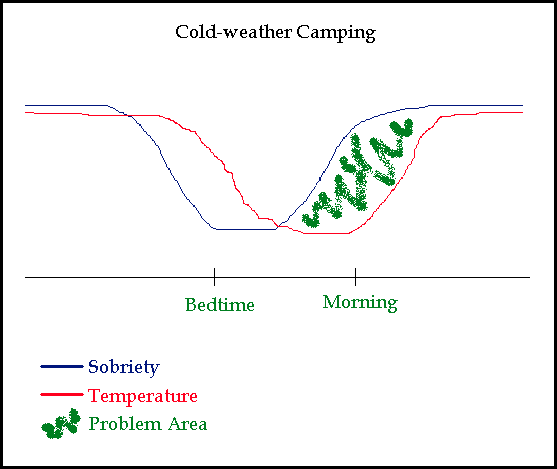 Cold-weather Camping
Bedtime
Morning
Sobriety
Temperature
Problem Area